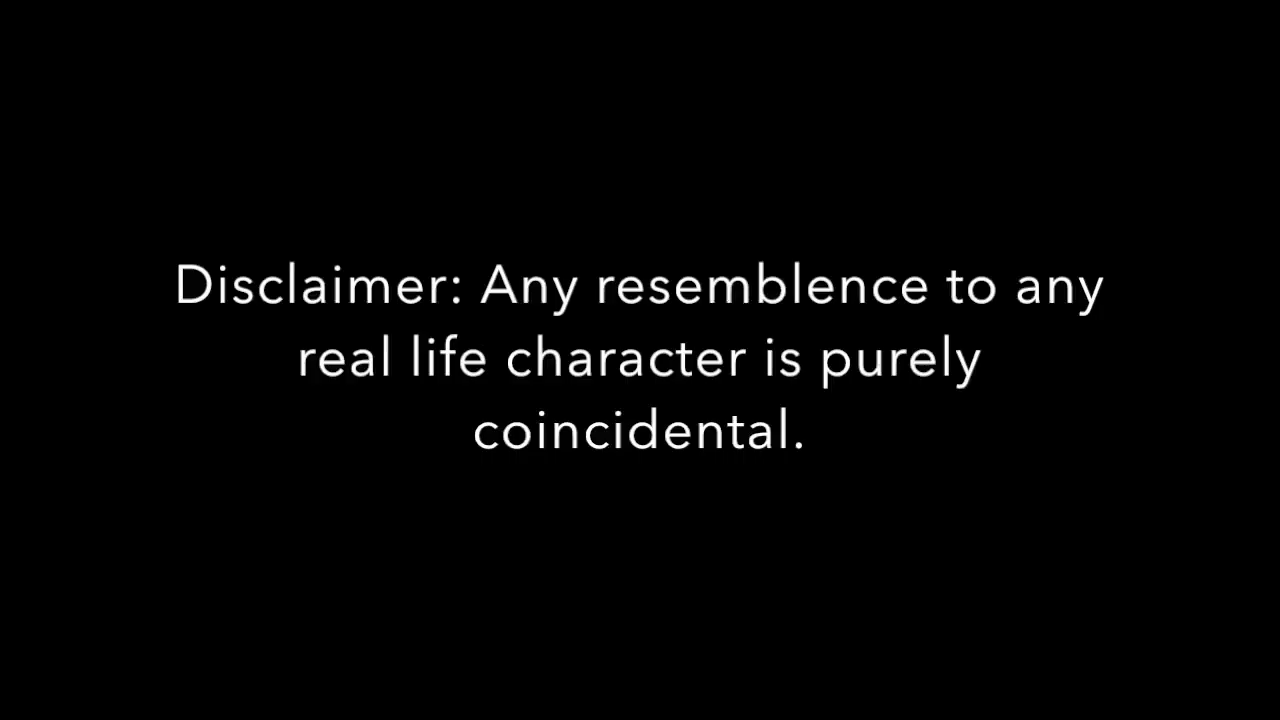 Disclaimer: Any resemblence to any
real life character is purely
coincidental.